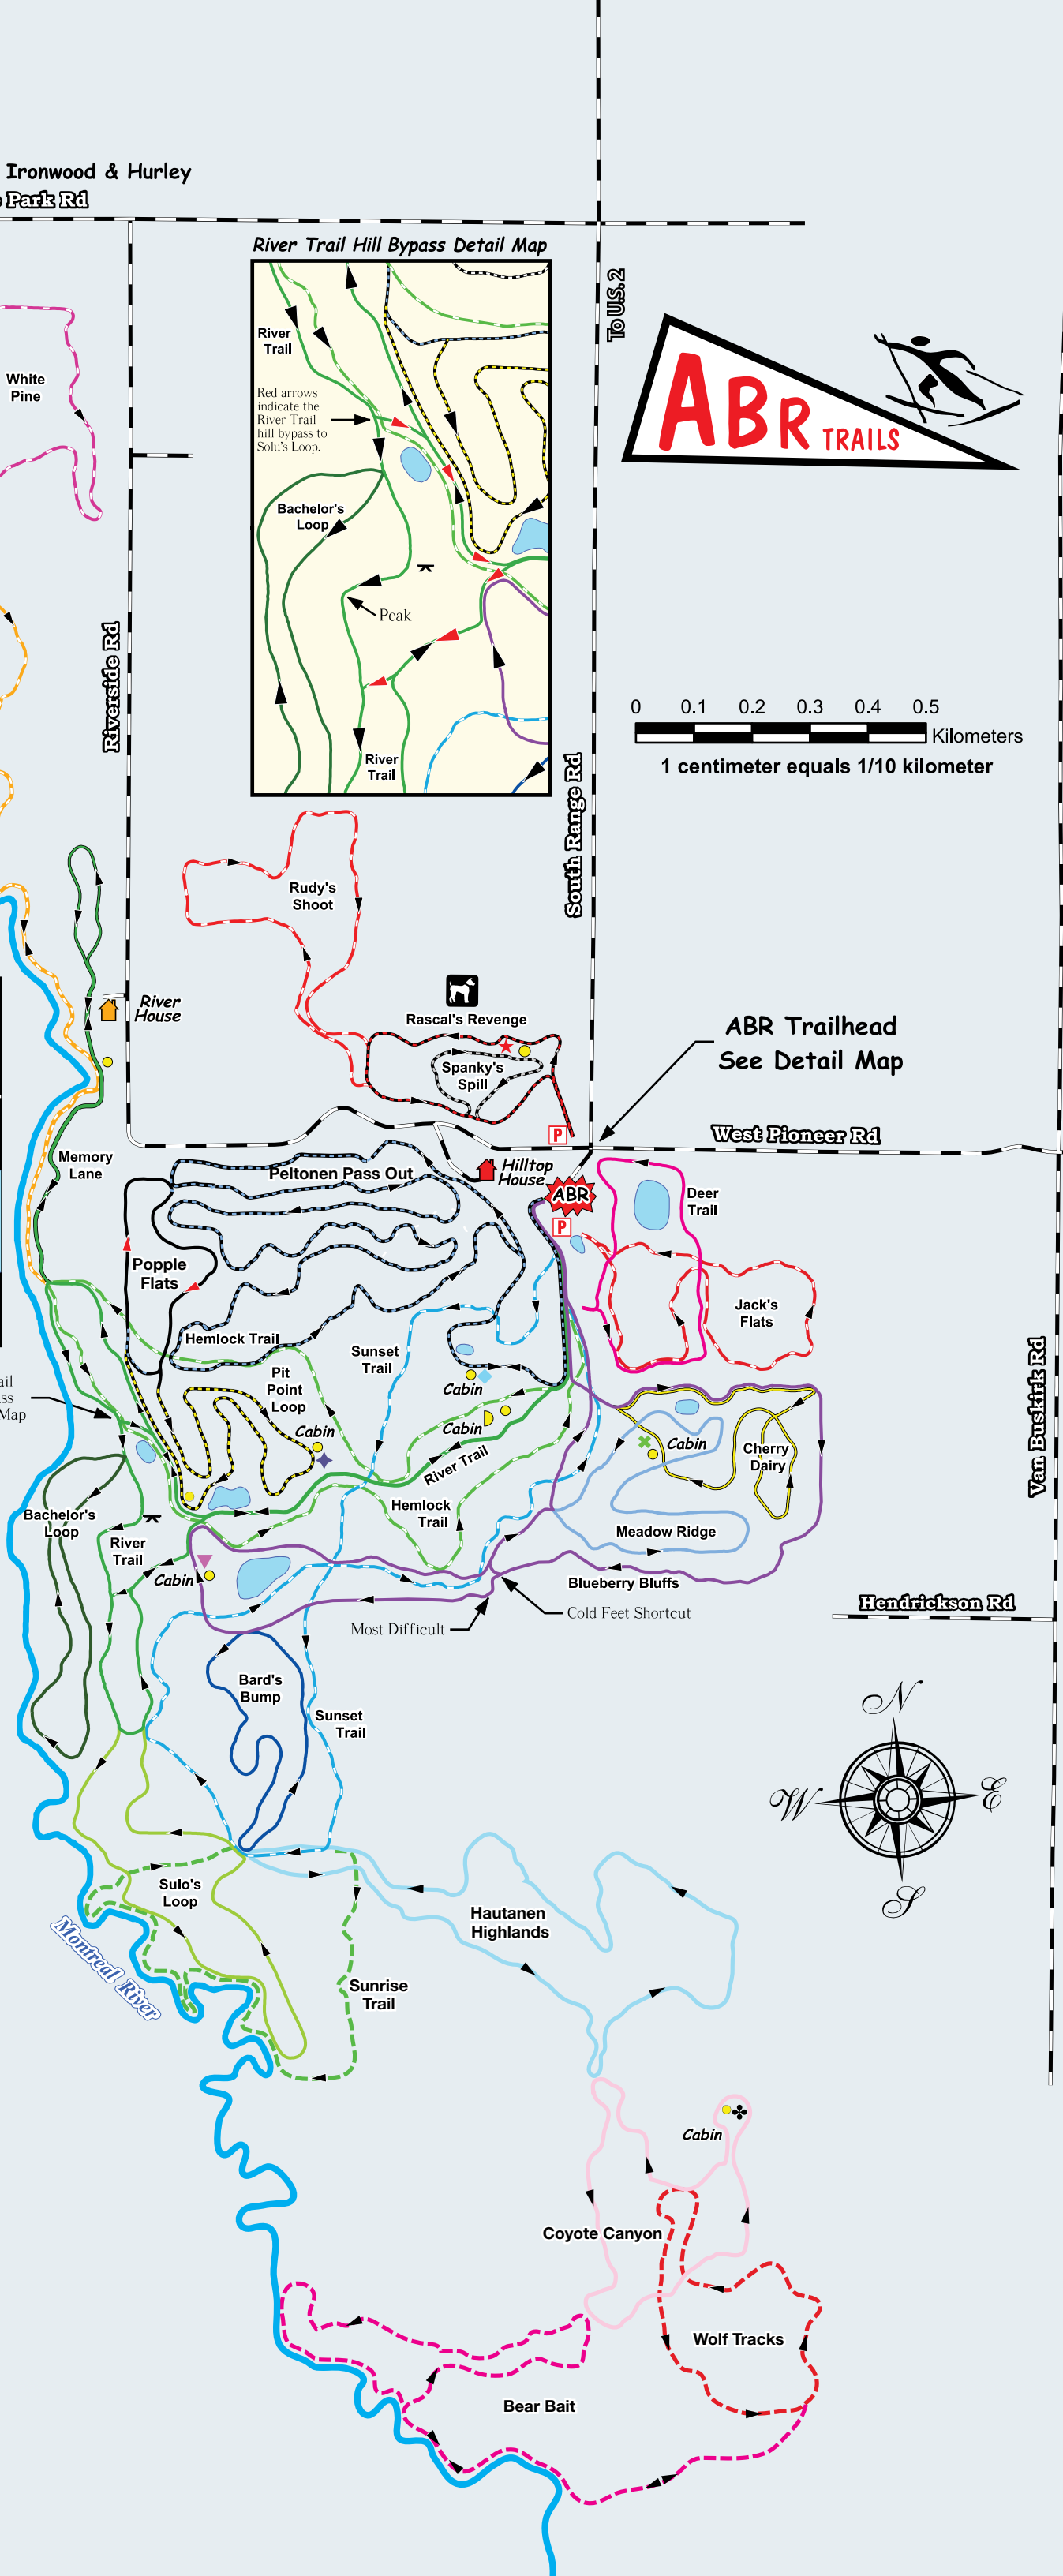 Ironwood & Hurley
Park Rd
River Trail Hill Bypass Detail Map
To U.S. 2
River
Trail
Red arrows
indicate the
River Trail
hill bypass to
Solu's Loop.
Bachelor's
Loop
Peak
River
Trail
ABR TRAILS
White
Pine
Riverside Rd
South Range Rd
0 0.1 0.2 0.3 0.4 0.5
Kilometers
1 centimeter equals 1/10 kilometer
Rudy's
Shoot
River
House
Rascal's Revenge
Spanky's
Spill
ABR Trailhead
See Detail Map
P
West Pioneer Rd
Memory
Lane
Peltonen Pass Out
Hilltop
House
ABR
P
Deer
Trail
Popple
Flats
Jack's
Flats
Hemlock Trail
Sunset
Trail
Pit
Point
Loop
Cabin
ail
ss
Map
Cabin
Cabin
River Trail
Cabin
Cherry
Dairy
Van Buskirk Rd
Hemlock
Trail
Bachelor's
Loop
River
Trail
Meadow Ridge
Cabin
Blueberry Bluffs
Cold Feet Shortcut
Most Difficult
Hendrickson Rd
Bard's
Bump
Sunset
Trail
N
W
E
S
Sulo's
Loop
Hautanen
Highlands
Montreal River
Sunrise
Trail
Cabin
Coyote Canyon
Wolf Tracks
Bear Bait